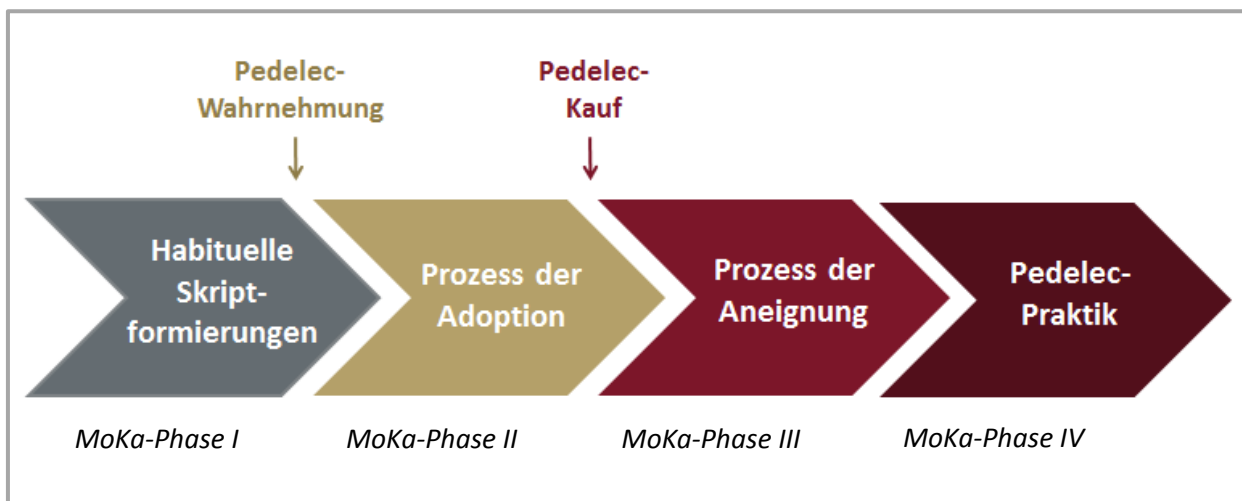 Pedelec-
Wahrnehmung
Pedelec-
Kauf
Habituelle
Skript-
formierungen
Prozess der
Adoption
Prozess der
Aneignung
Pedelec-
Praktik
MoKa-Phase I
MoKa-Phase II
MoKa-Phase III
MoKa-Phase IV